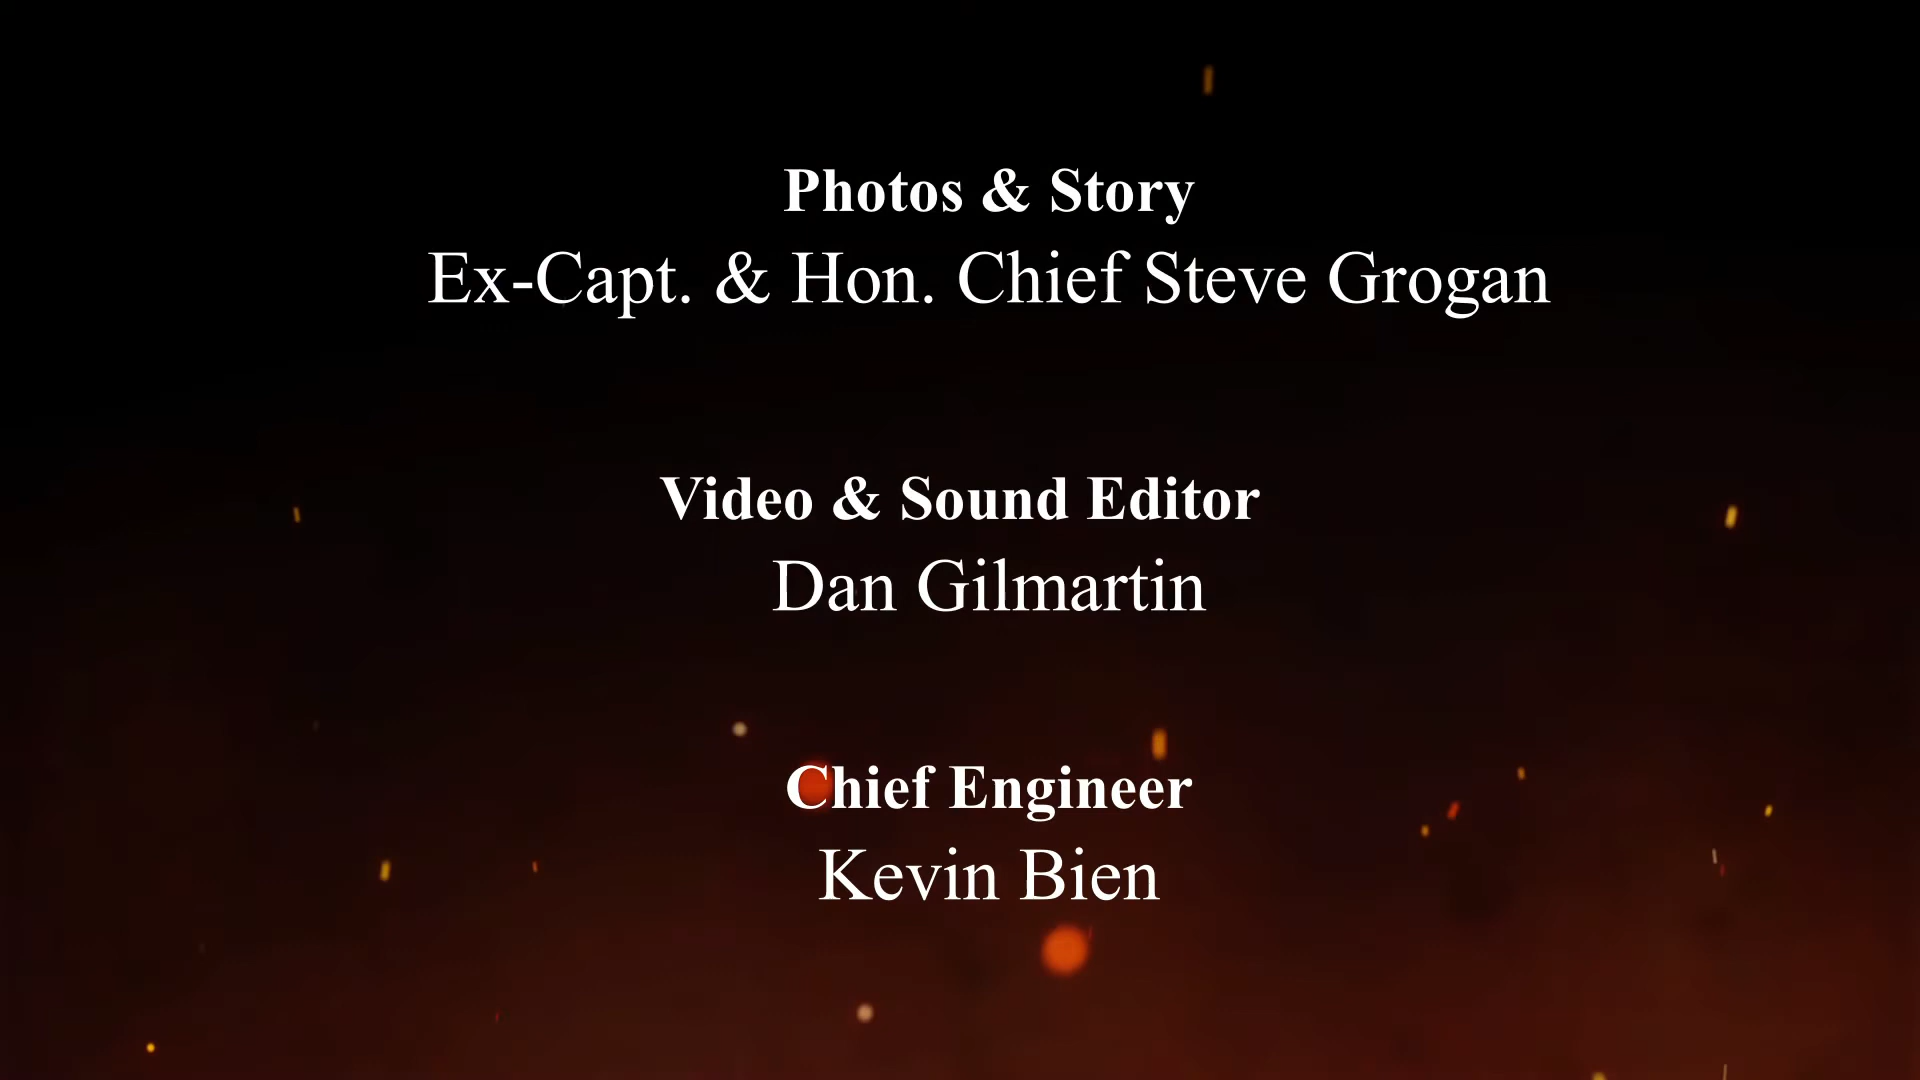 Photos & Story
Ex-Capt. & Hon. Chief Steve Grogan
Video & Sound Editor
Dan Gilmartin
Chief Engineer
Kevin Bien